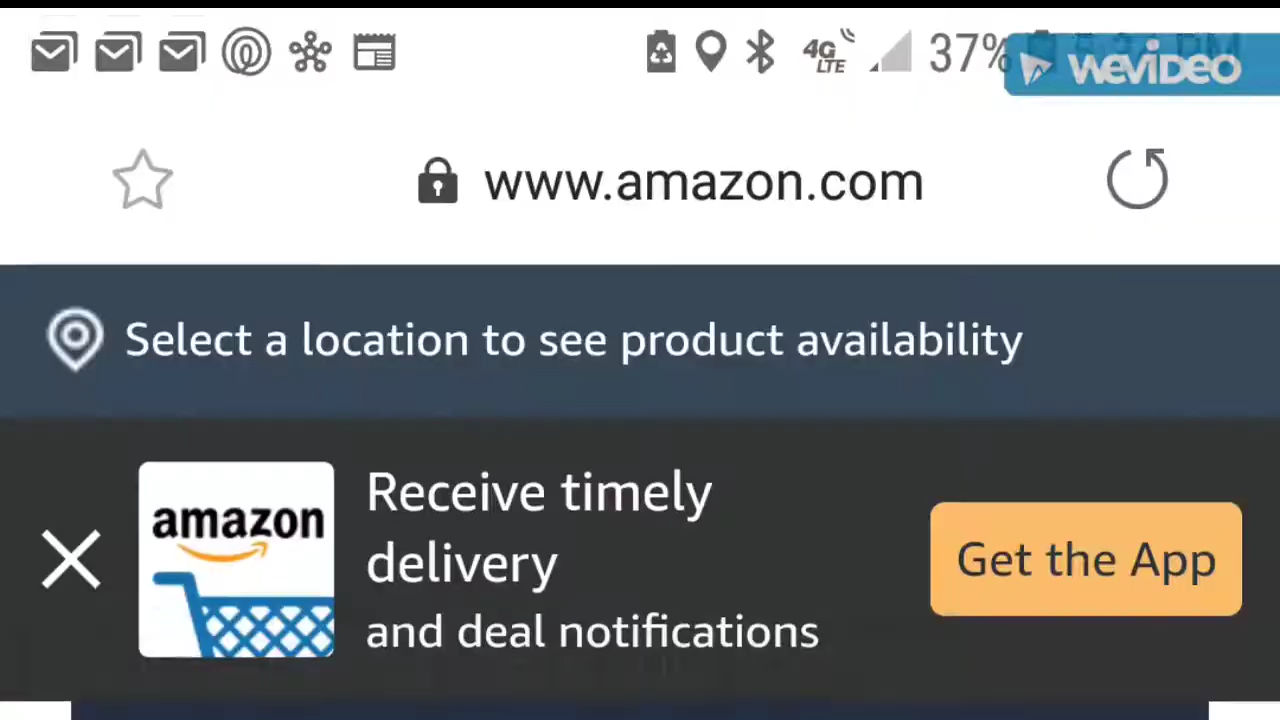 4G LTE 37%
WEVIDEO
www.amazon.com
Select a location to see product availability
amazon
Receive timely
delivery
and deal notifications
Get the App